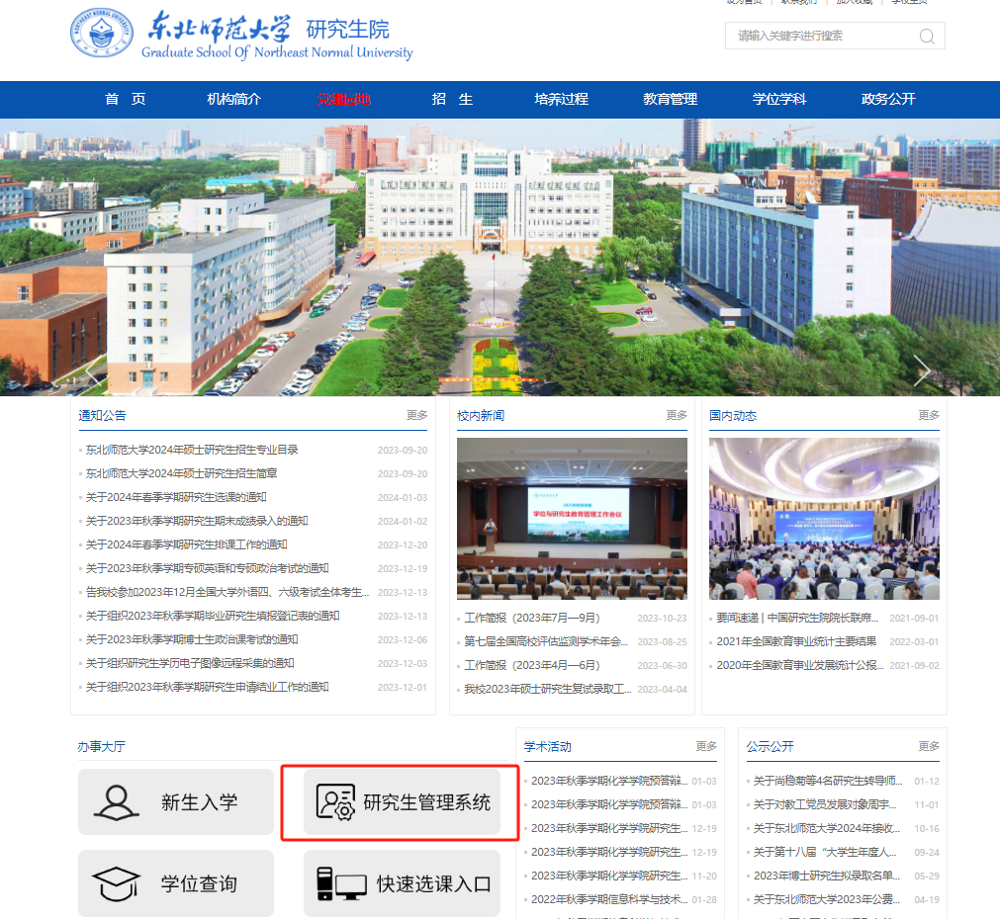 设为首页 | 联系我们 | 加入收藏 | 学校主页
东北师范大学 研究生院
Graduate School Of Northeast Normal University
请输入关键字进行搜索
首 页 机构简介 党建园地 招 生 培养过程 教育管理 学位学科 政务公开
通知公告 更多
东北师范大学2024年硕士研究生招生专业目录 2023-09-20
东北师范大学2024年硕士研究生招生简章 2023-09-20
关于2024年春季学期研究生选课的通知 2024-01-03
关于2023年秋季学期研究生期末成绩录入的通知 2024-01-02
关于2024年春季学期研究生排课工作的通知 2023-12-20
关于2023年秋季学期专硕英语和专硕政治考试的通知 2023-12-19
告我校参加2023年12月全国大学外语四、六级考试全体考生... 2023-12-13
关于组织2023年秋季学期毕业研究生填报登记表的通知 2023-12-13
关于2023年秋季学期博士生政治课考试的通知 2023-12-06
关于组织研究生学历电子图像远程采集的通知 2023-12-03
关于组织2023年秋季学期研究生申请结业工作的通知 2023-12-01
校内新闻 更多
学位与研究生教育管理工作会议
工作简报（2023年7月—9月） 2023-10-23
第七届全国高校评估监测学术年会... 2023-08-25
工作简报（2023年4月—6月） 2023-06-30
我校2023年硕士研究生复试录取工... 2023-04-04
国内动态 更多
要闻速递 | 中国研究生院院长联席... 2021-09-01
2021年全国教育事业统计主要结果 2022-03-01
2020年全国教育事业发展统计公报... 2021-09-02
办事大厅
新生入学
研究生管理系统
学位查询
快速选课入口
学术活动 更多
2023年秋季学期化学学院预答辩... 01-03
2023年秋季学期化学学院预答辩... 01-03
2023年秋季学期化学学院研究生... 12-19
2023年秋季学期化学学院研究生... 12-19
2023年秋季学期化学学院研究生... 11-20
2022年秋季学期信息科学与技术... 01-28
公示公开 更多
关于尚稳菊等4名研究生转导师... 01-12
关于对教工党员发展对象周宇... 11-01
关于东北师范大学2024年接收... 10-16
关于第十八届“大学生年度人... 09-24
2023年博士研究生拟录取名单... 05-29
关于东北师范大学2023年公费... 04-19